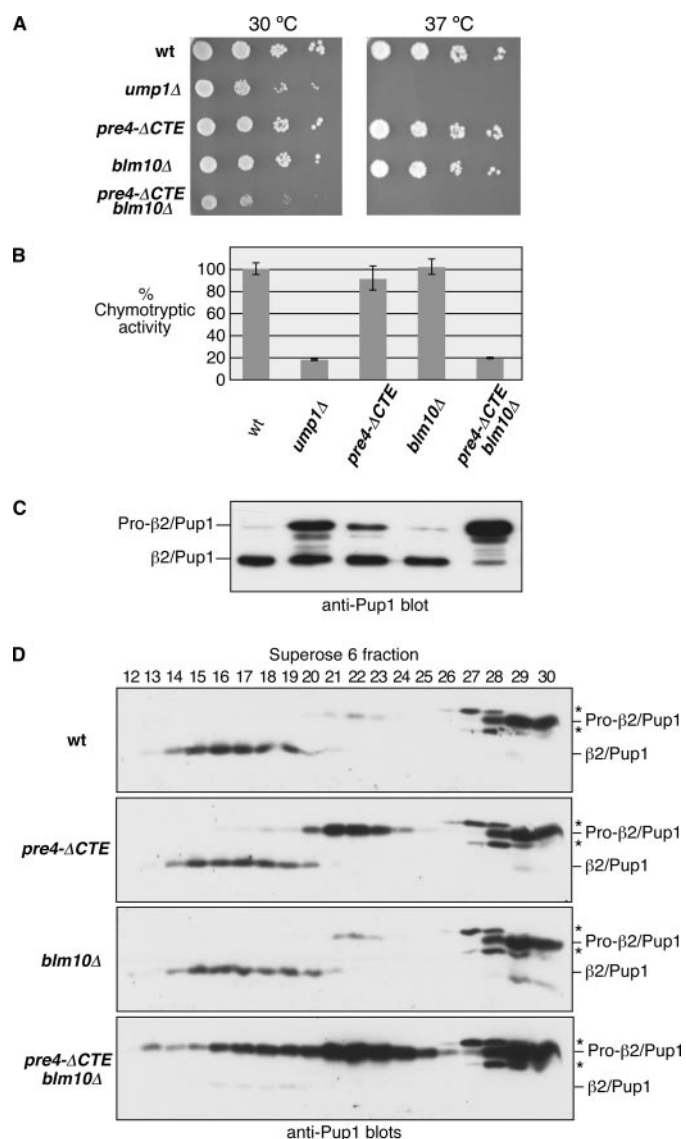 A
30 °C 37 °C
wt
ump1Δ
pre4-ΔCTE
blm10Δ
pre4-ΔCTE
blm10Δ
B
%
Chymotryptic
activity
100
80
60
40
20
0
wt
ump1Δ
pre4-ΔCTE
blm10Δ
pre4-ΔCTE
blm10Δ
C
Pro-β2/Pup1
β2/Pup1
anti-Pup1 blot
D
Superose 6 fraction
12 13 14 15 16 17 18 19 20 21 22 23 24 25 26 27 28 29 30
wt
*
Pro-β2/Pup1
*
β2/Pup1
pre4-ΔCTE
*
Pro-β2/Pup1
*
β2/Pup1
blm10Δ
*
Pro-β2/Pup1
*
β2/Pup1
pre4-ΔCTE
blm10Δ
*
Pro-β2/Pup1
*
β2/Pup1
anti-Pup1 blots